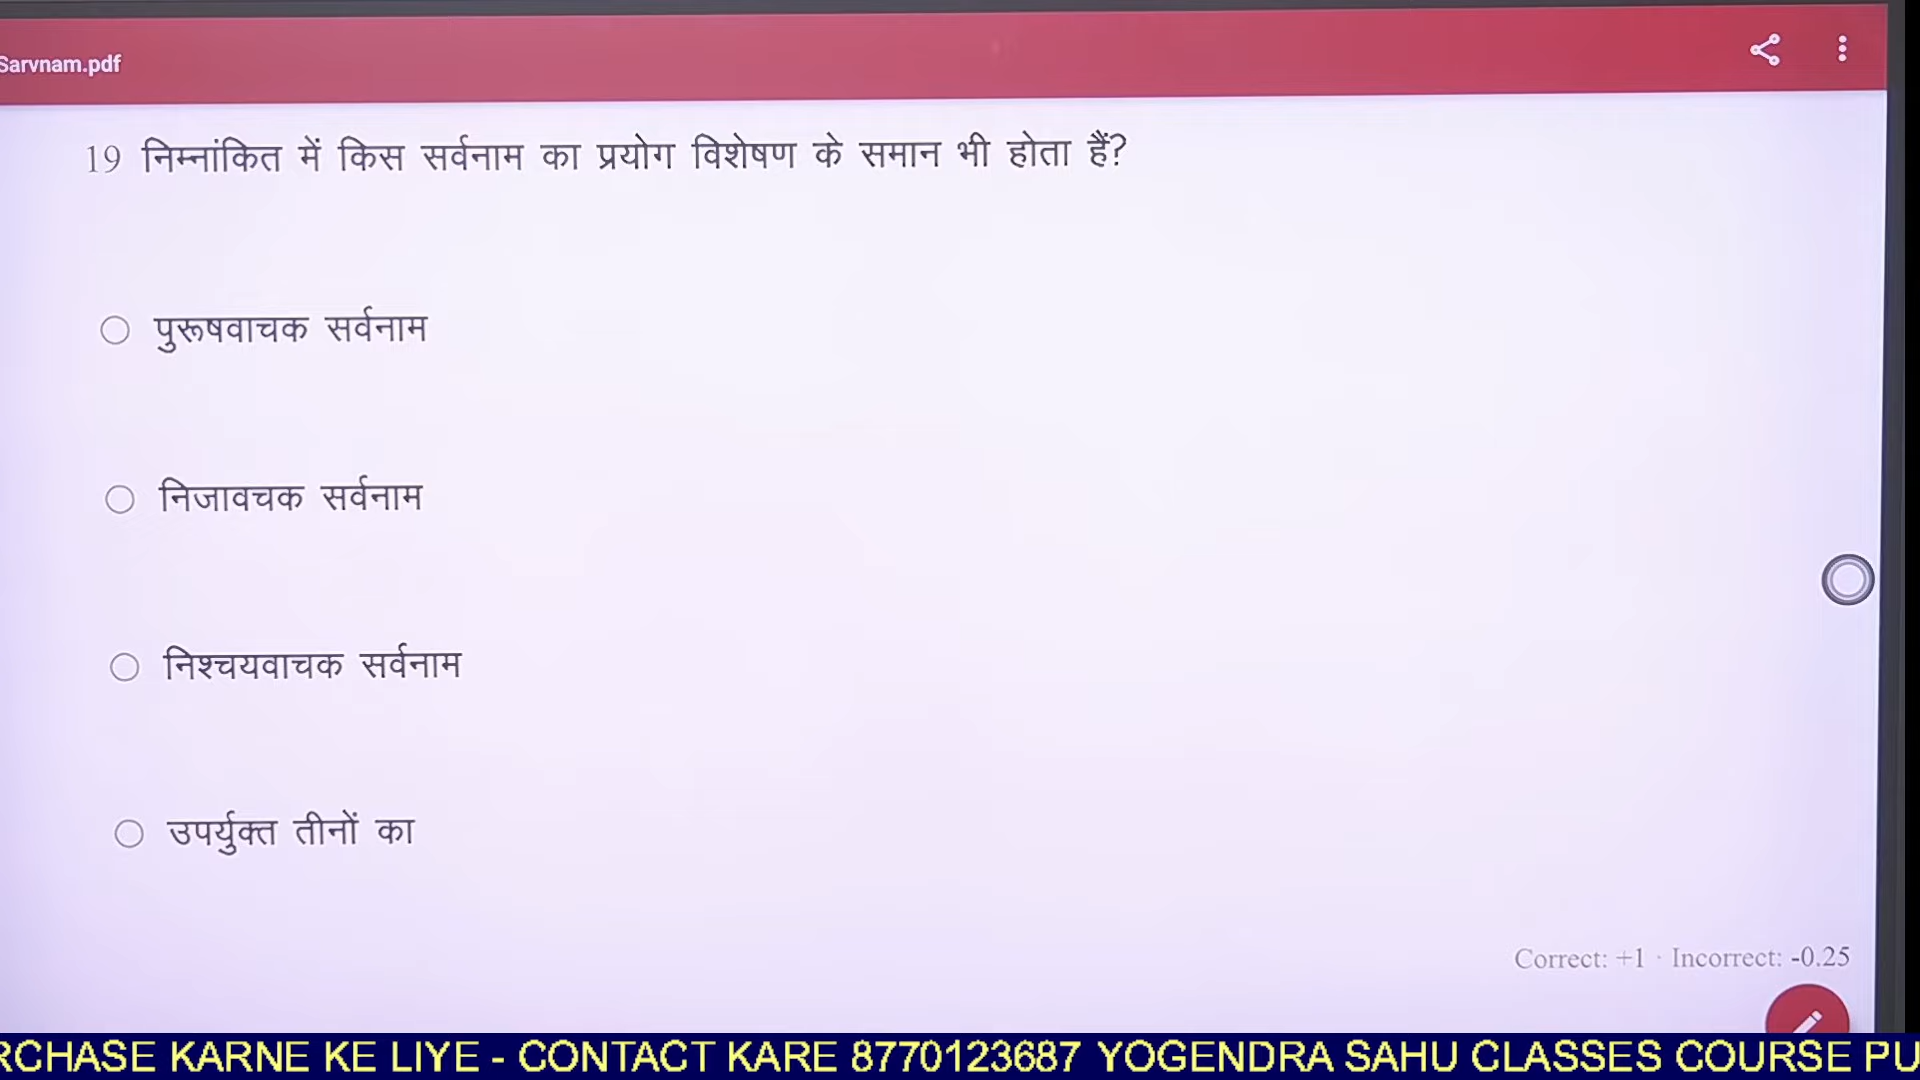 Sarvnam.pdf
19 निम्नांकित में किस सर्वनाम का प्रयोग विशेषण के समान भी होता हैं?
पुरूषवाचक सर्वनाम
निजावचक सर्वनाम
निश्चयवाचक सर्वनाम
उपर्युक्त तीनों का
Correct: +1 · Incorrect: -0.25
RCHASE KARNE KE LIYE - CONTACT KARE 8770123687 YOGENDRA SAHU CLASSES COURSE PU